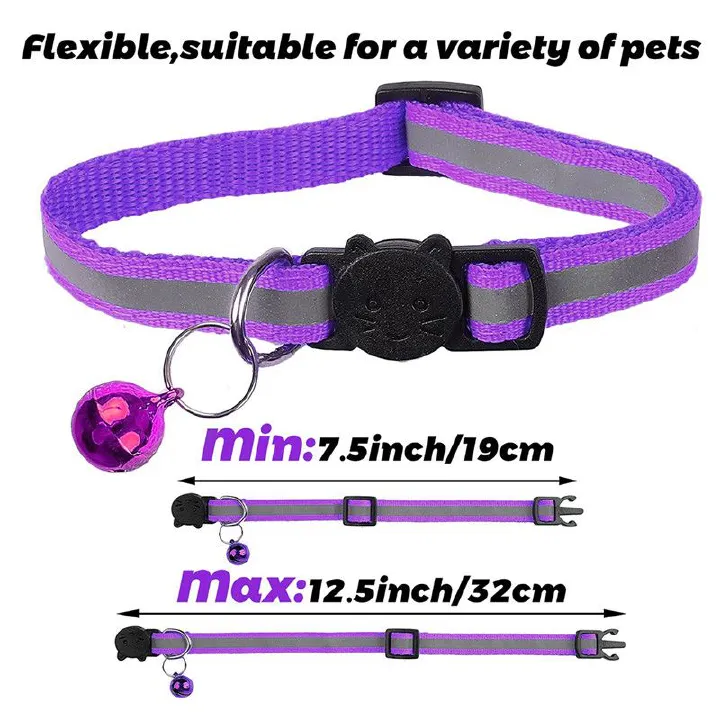 Flexible,suitable for a variety of pets
min:7.5inch/19cm
max:12.5inch/32cm